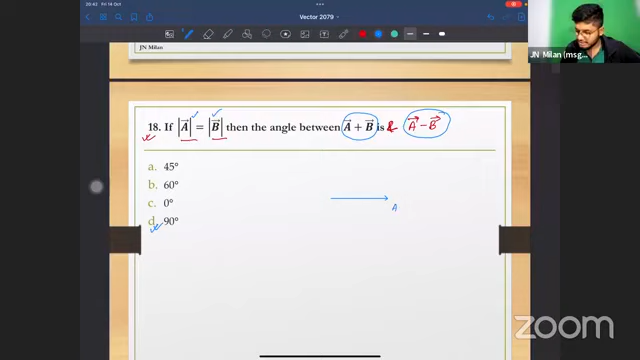 20:42 Fri 14 Oct
Vector 2079
JN Milan
JN Milan (msg...
18. If |A⃗| = |B⃗| then the angle between A⃗ + B⃗ is & A⃗ − B⃗
a. 45°
b. 60°
c. 0°
d. 90°
A
zoom